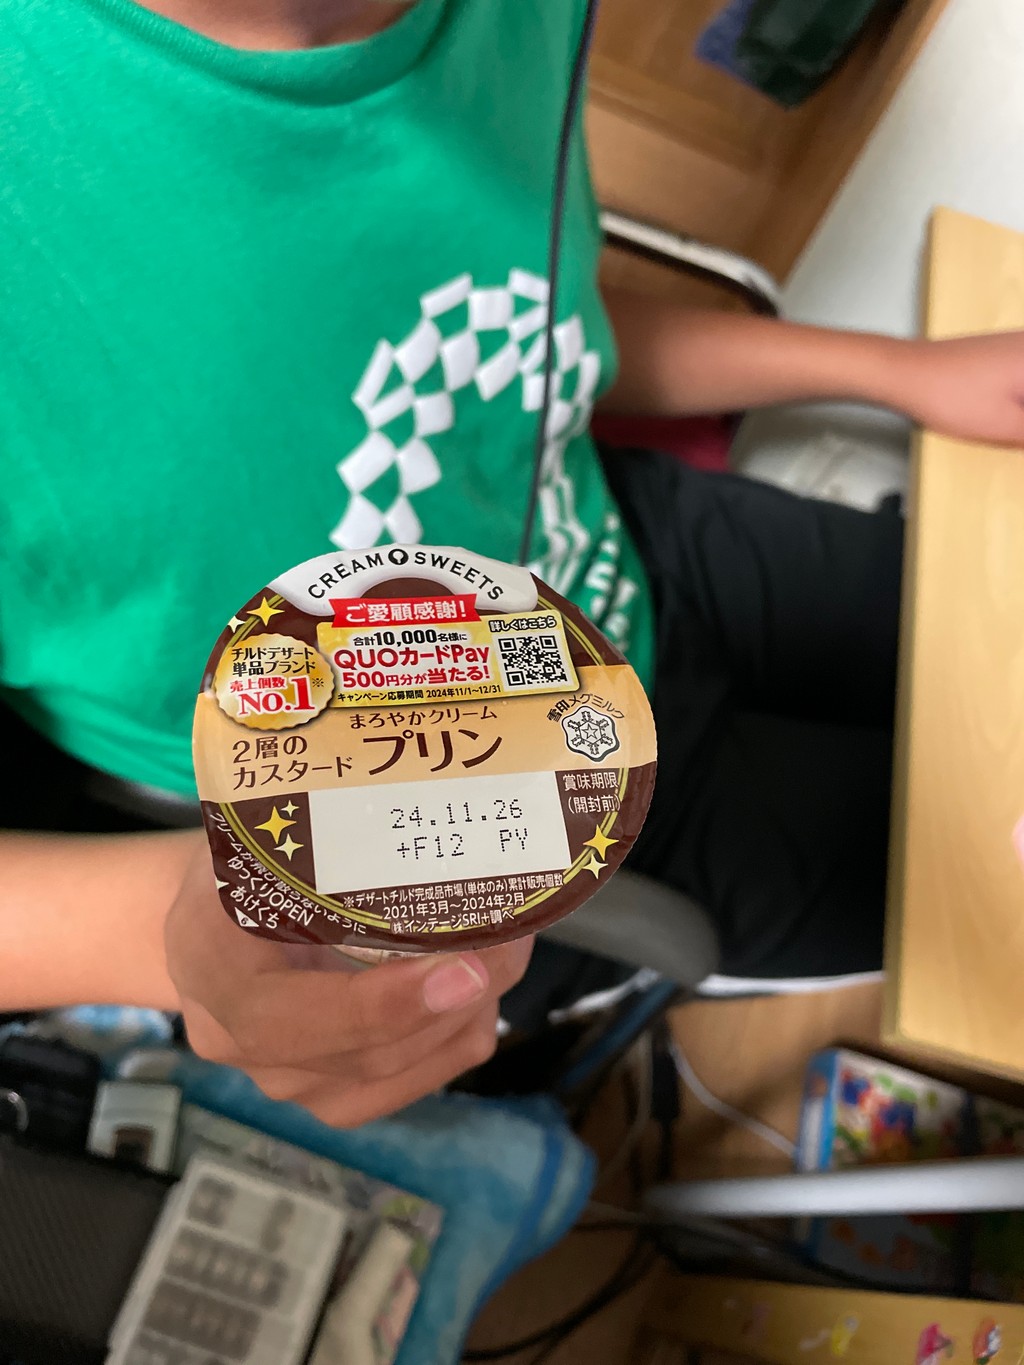 CREAM SWEETS
ご愛顧感謝!
合計10,000名様に
QUOカードPay
500円分が当たる!
キャンペーン応募期間 2024年11/1~12/31
詳しくはこちら
チルドデザート
単品ブランド
売上個数※
No.1
まろやかクリーム
2層の
カスタード
プリン
雪印メグミルク
賞味期限
(開封前)
24.11.26
+F12 PY
※デザートチルド完成品市場(単体のみ)累計販売個数
2021年3月~2024年2月
㈱インテージSRI+調べ
クリームが飛び散らないように
ゆっくりOPEN
あけくち
6